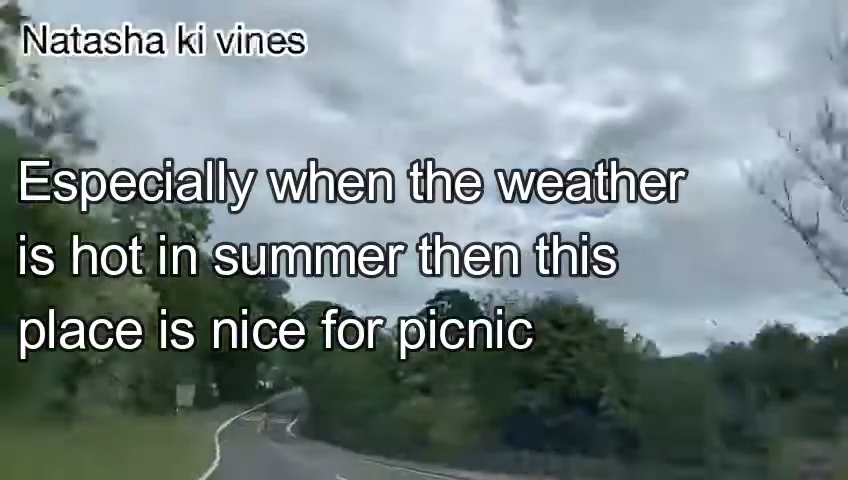 Natasha ki vines
Especially when the weather
is hot in summer then this
place is nice for picnic